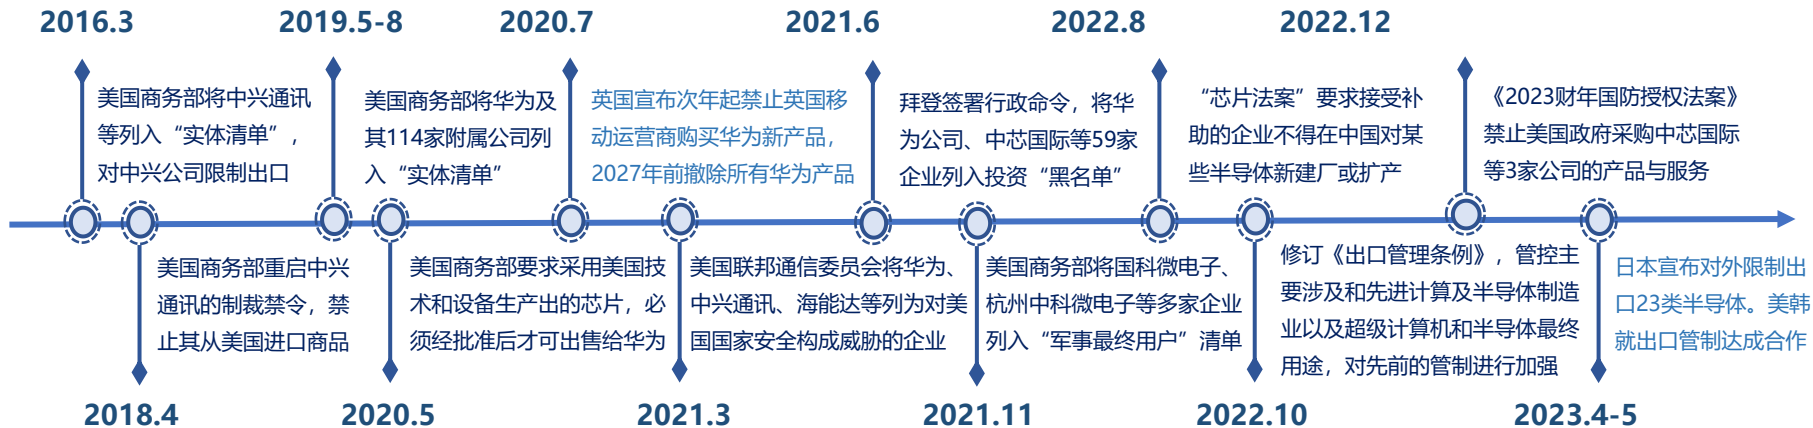 2016.3
2019.5-8
2020.7
2021.6
2022.8
2022.12
美国商务部将中兴通讯
等列入“实体清单”，
对中兴公司限制出口
美国商务部将华为及
其114家附属公司列
入“实体清单”
英国宣布次年起禁止英国移
动运营商购买华为新产品，
2027年前撤除所有华为产品
拜登签署行政命令，将华
为公司、中芯国际等59家
企业列入投资“黑名单”
“芯片法案”要求接受补
助的企业不得在中国对某
些半导体新建厂或扩产
《2023财年国防授权法案》
禁止美国政府采购中芯国际
等3家公司的产品与服务
美国商务部重启中兴
通讯的制裁禁令，禁
止其从美国进口商品
美国商务部要求采用美国技
术和设备生产出的芯片，必
须经批准后才可出售给华为
美国联邦通信委员会将华为、
中兴通讯、海能达等列为对美
国国家安全构成威胁的企业
美国商务部将国科微电子、
杭州中科微电子等多家企业
列入“军事最终用户”清单
修订《出口管理条例》，管控主
要涉及和先进计算及半导体制造
业以及超级计算机和半导体最终
用途，对先前的管制进行加强
日本宣布对外限制出
口23类半导体。美韩
就出口管制达成合作
2018.4
2020.5
2021.3
2021.11
2022.10
2023.4-5